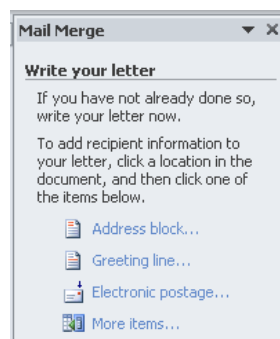 Mail Merge
Write your letter
If you have not already done so,
write your letter now.
To add recipient information to
your letter, click a location in the
document, and then click one of
the items below.
Address block...
Greeting line...
Electronic postage...
More items...